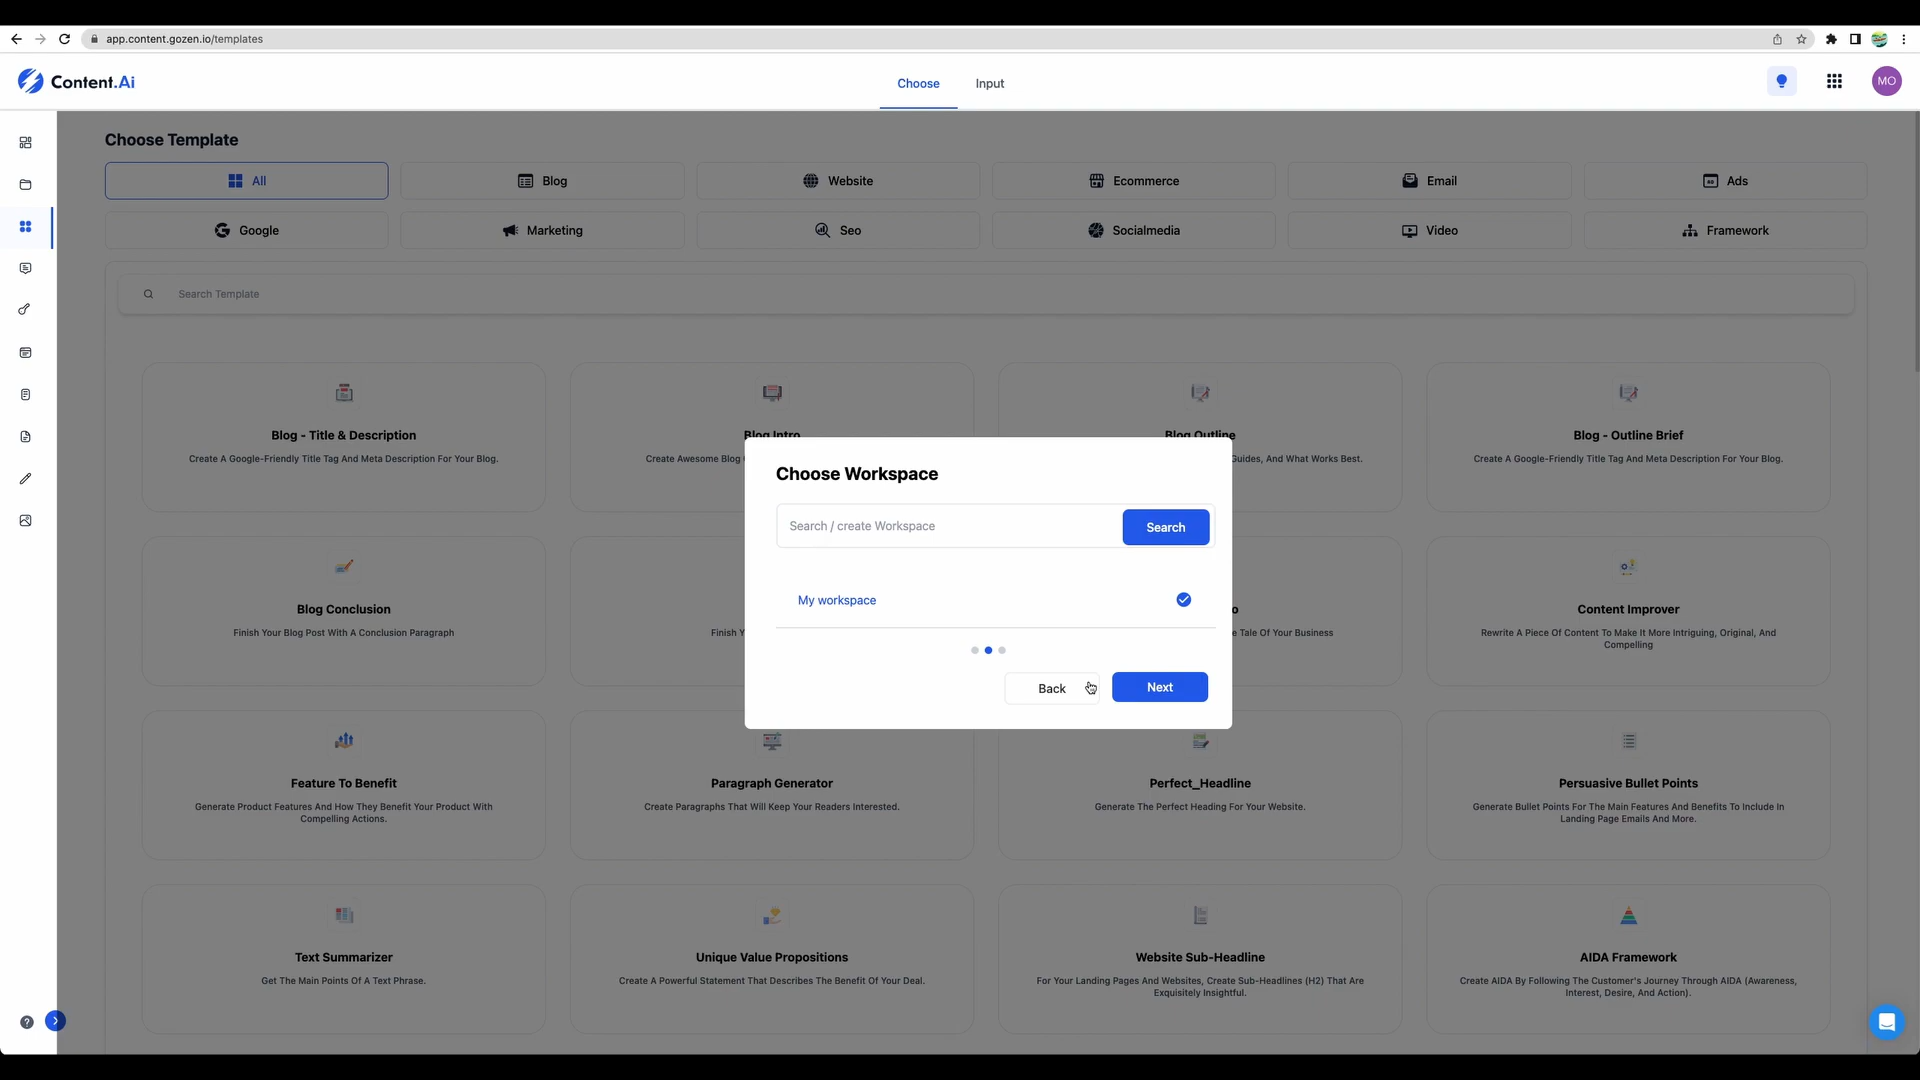 app.content.gozen.io/templates
Content.Ai
Choose
Input
MO
Choose Template
All
Blog
Website
Ecommerce
Email
Ads
Google
Marketing
Seo
Socialmedia
Video
Framework
Search Template
Blog - Title & Description
Create A Google-Friendly Title Tag And Meta Description For Your Blog.
Blog Intro
Create Awesome Blog
Blog Outline
Guides, And What Works Best.
Blog - Outline Brief
Create A Google-Friendly Title Tag And Meta Description For Your Blog.
Choose Workspace
Search / create Workspace
Search
My workspace
Back
Next
Blog Conclusion
Finish Your Blog Post With A Conclusion Paragraph
Finish Y
e Tale Of Your Business
Content Improver
Rewrite A Piece Of Content To Make It More Intriguing, Original, And
Compelling
Feature To Benefit
Generate Product Features And How They Benefit Your Product With
Compelling Actions.
Paragraph Generator
Create Paragraphs That Will Keep Your Readers Interested.
Perfect_Headline
Generate The Perfect Heading For Your Website.
Persuasive Bullet Points
Generate Bullet Points For The Main Features And Benefits To Include In
Landing Page Emails And More.
Text Summarizer
Get The Main Points Of A Text Phrase.
Unique Value Propositions
Create A Powerful Statement That Describes The Benefit Of Your Deal.
Website Sub-Headline
For Your Landing Pages And Websites, Create Sub-Headlines (H2) That Are
Exquisitely Insightful.
AIDA Framework
Create AIDA By Following The Customer's Journey Through AIDA (Awareness,
Interest, Desire, And Action).